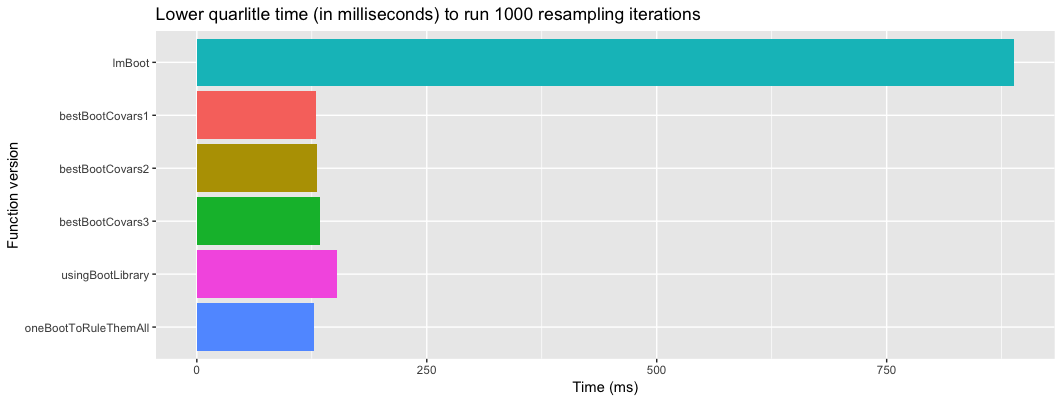 Lower quarlitle time (in milliseconds) to run 1000 resampling iterations
Function version
lmBoot
bestBootCovars1
bestBootCovars2
bestBootCovars3
usingBootLibrary
oneBootToRuleThemAll
0
250
500
750
Time (ms)